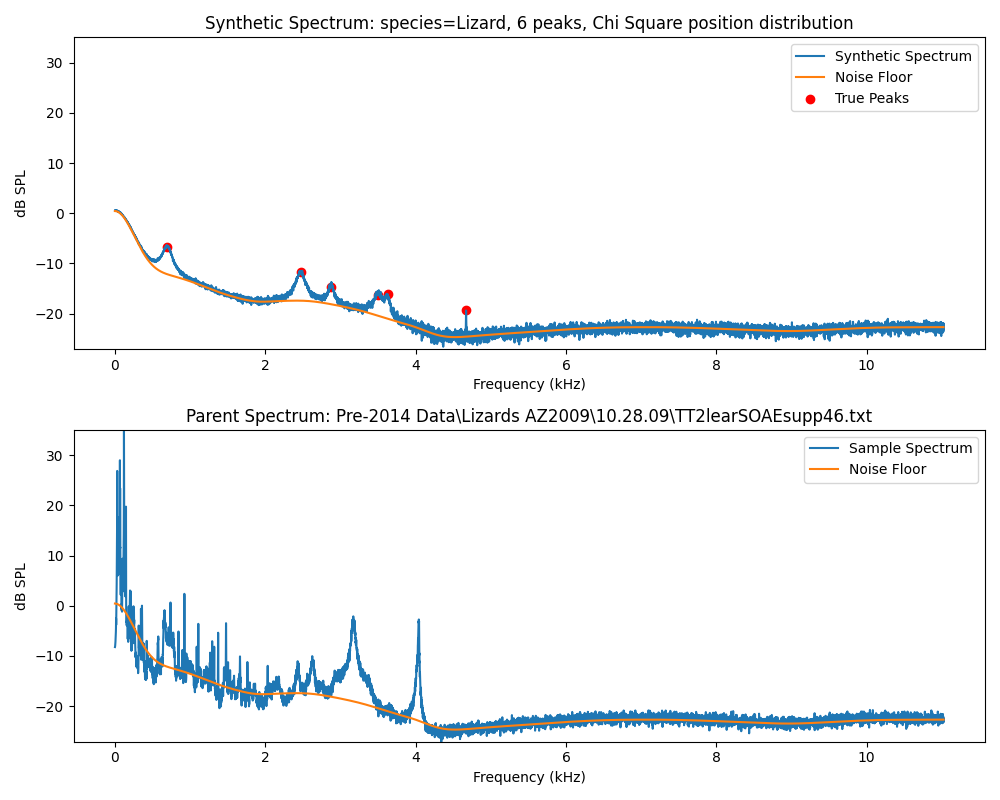 Synthetic Spectrum: species=Lizard, 6 peaks, Chi Square position distribution
30
20
10
0
−10
−20
dB SPL
Synthetic Spectrum
Noise Floor
True Peaks
0 2 4 6 8 10
Frequency (kHz)
Parent Spectrum: Pre-2014 Data\Lizards AZ2009\10.28.09\TT2learSOAEsupp46.txt
30
20
10
0
−10
−20
dB SPL
Sample Spectrum
Noise Floor
0 2 4 6 8 10
Frequency (kHz)